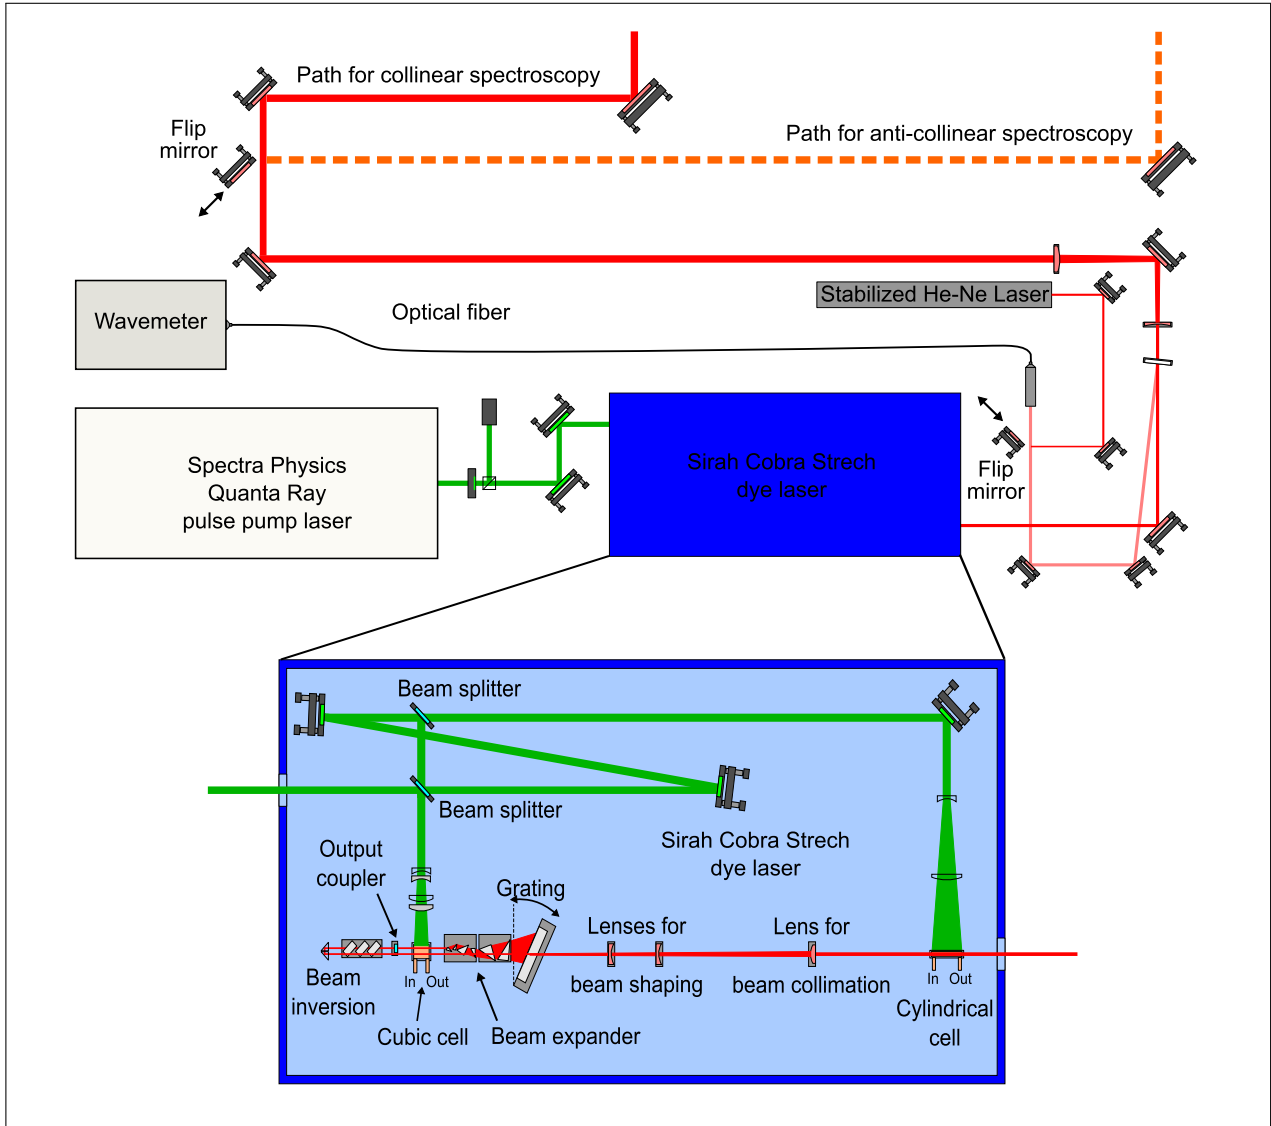 Path for collinear spectroscopy
Flip
mirror
Path for anti-collinear spectroscopy
Stabilized He-Ne Laser
Wavemeter
Optical fiber
Spectra Physics
Quanta Ray
pulse pump laser
Sirah Cobra Strech
dye laser
Flip
mirror
Beam splitter
Beam splitter
Sirah Cobra Strech
dye laser
Output
coupler
Grating
Lenses for
beam shaping
Lens for
beam collimation
Beam
inversion
In Out
Cubic cell
Beam expander
In Out
Cylindrical
cell